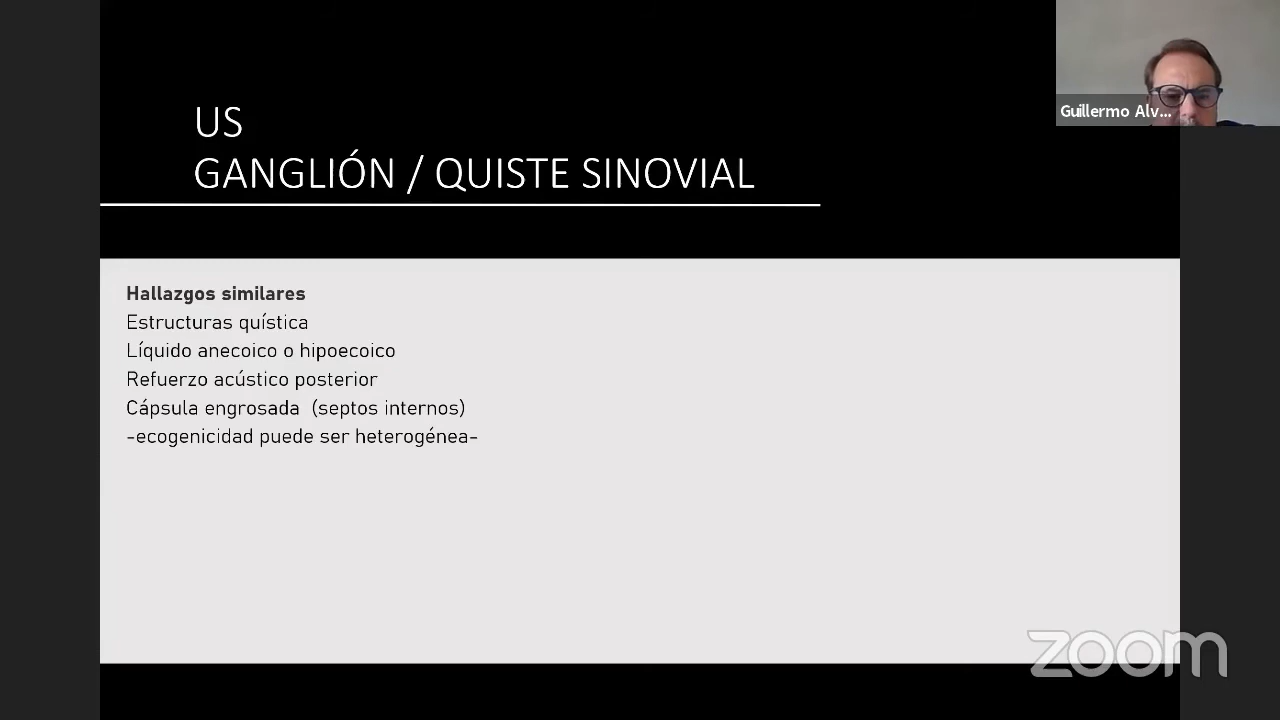 US
GANGLIÓN / QUISTE SINOVIAL
Guillermo Alv...
Hallazgos similares
Estructuras quística
Líquido anecoico o hipoecoico
Refuerzo acústico posterior
Cápsula engrosada (septos internos)
-ecogenicidad puede ser heterogénea-
zoom